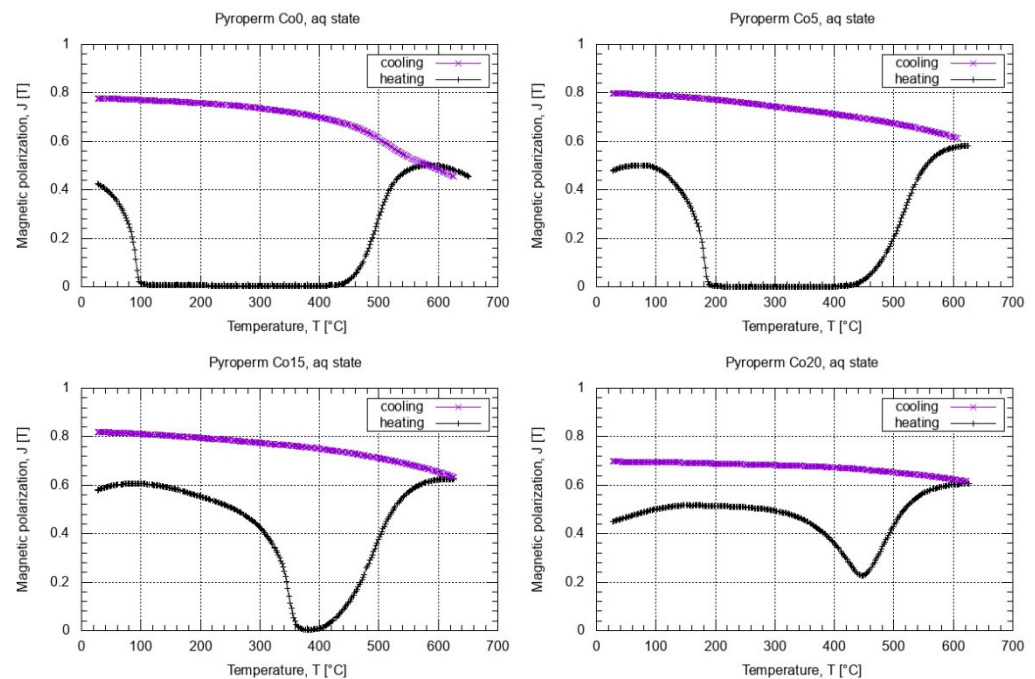 Pyroperm Co0, aq state
cooling
heating
Magnetic polarization, J [T]
1
0.8
0.6
0.4
0.2
0
0 100 200 300 400 500 600 700
Temperature, T [°C]
Pyroperm Co5, aq state
cooling
heating
Magnetic polarization, J [T]
1
0.8
0.6
0.4
0.2
0
0 100 200 300 400 500 600 700
Temperature, T [°C]
Pyroperm Co15, aq state
cooling
heating
Magnetic polarization, J [T]
1
0.8
0.6
0.4
0.2
0
0 100 200 300 400 500 600 700
Temperature, T [°C]
Pyroperm Co20, aq state
cooling
heating
Magnetic polarization, J [T]
1
0.8
0.6
0.4
0.2
0
0 100 200 300 400 500 600 700
Temperature, T [°C]